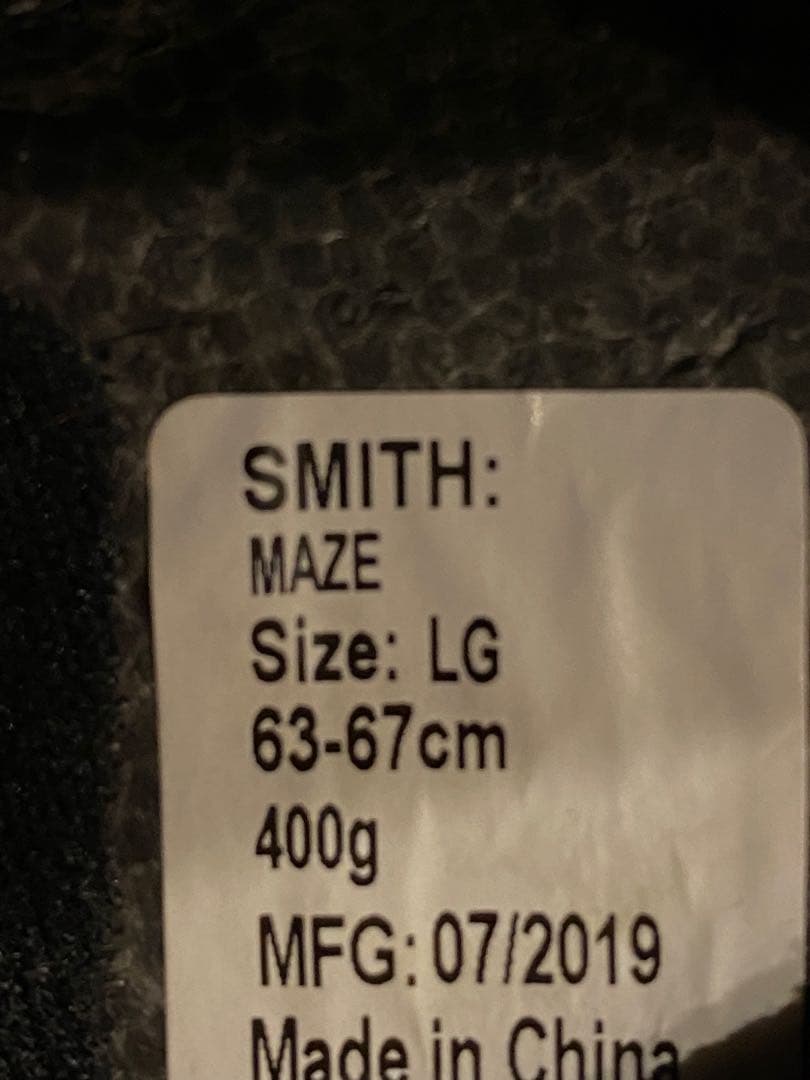 SMITH:
MAZE
Size: LG
63-67cm
400g
MFG: 07/2019
Made in China